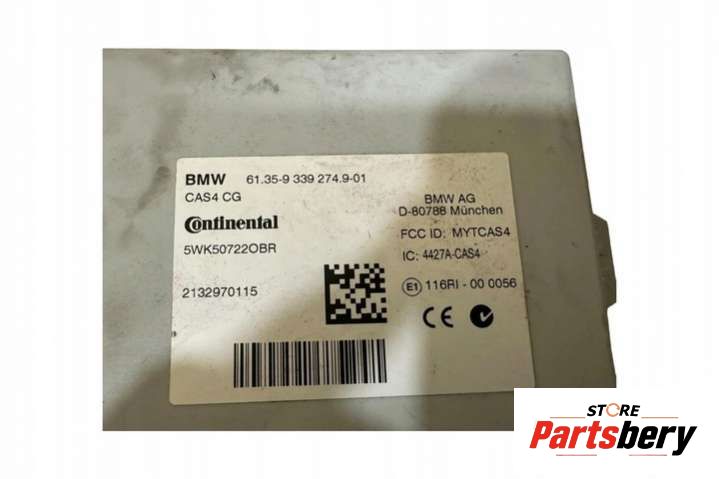 BMW 61.35-9 339 274.9-01
CAS4 CG
Continental
5WK50722OBR
2132970115
BMW AG
D-80788 München
FCC ID: MYTCAS4
IC: 4427A-CAS4
E1 116RI - 00 0056
CE
STORE
Partsbery